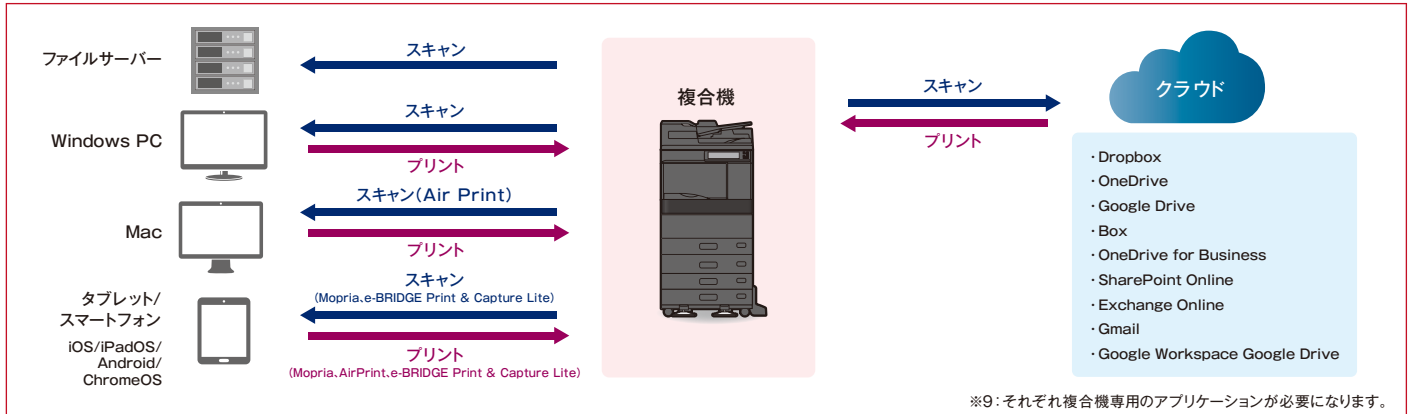 ファイルサーバー
スキャン
Windows PC
スキャン
プリント
Mac
スキャン(Air Print)
プリント
タブレット/
スマートフォン
iOS/iPadOS/
Android/
ChromeOS
スキャン
(Mopria、e-BRIDGE Print & Capture Lite)
プリント
(Mopria、AirPrint、e-BRIDGE Print & Capture Lite)
複合機
スキャン
プリント
クラウド
・Dropbox
・OneDrive
・Google Drive
・Box
・OneDrive for Business
・SharePoint Online
・Exchange Online
・Gmail
・Google Workspace Google Drive
※9：それぞれ複合機専用のアプリケーションが必要になります。